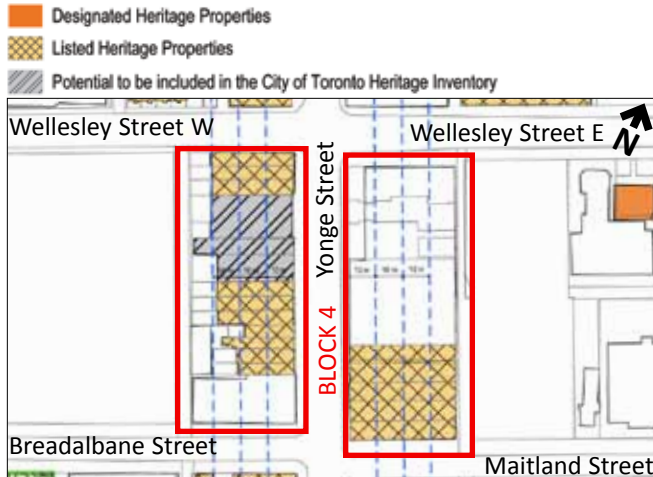 Designated Heritage Properties
Listed Heritage Properties
Potential to be included in the City of Toronto Heritage Inventory
Wellesley Street W
Wellesley Street E
N
Yonge Street
BLOCK 4
Breadalbane Street
Maitland Street